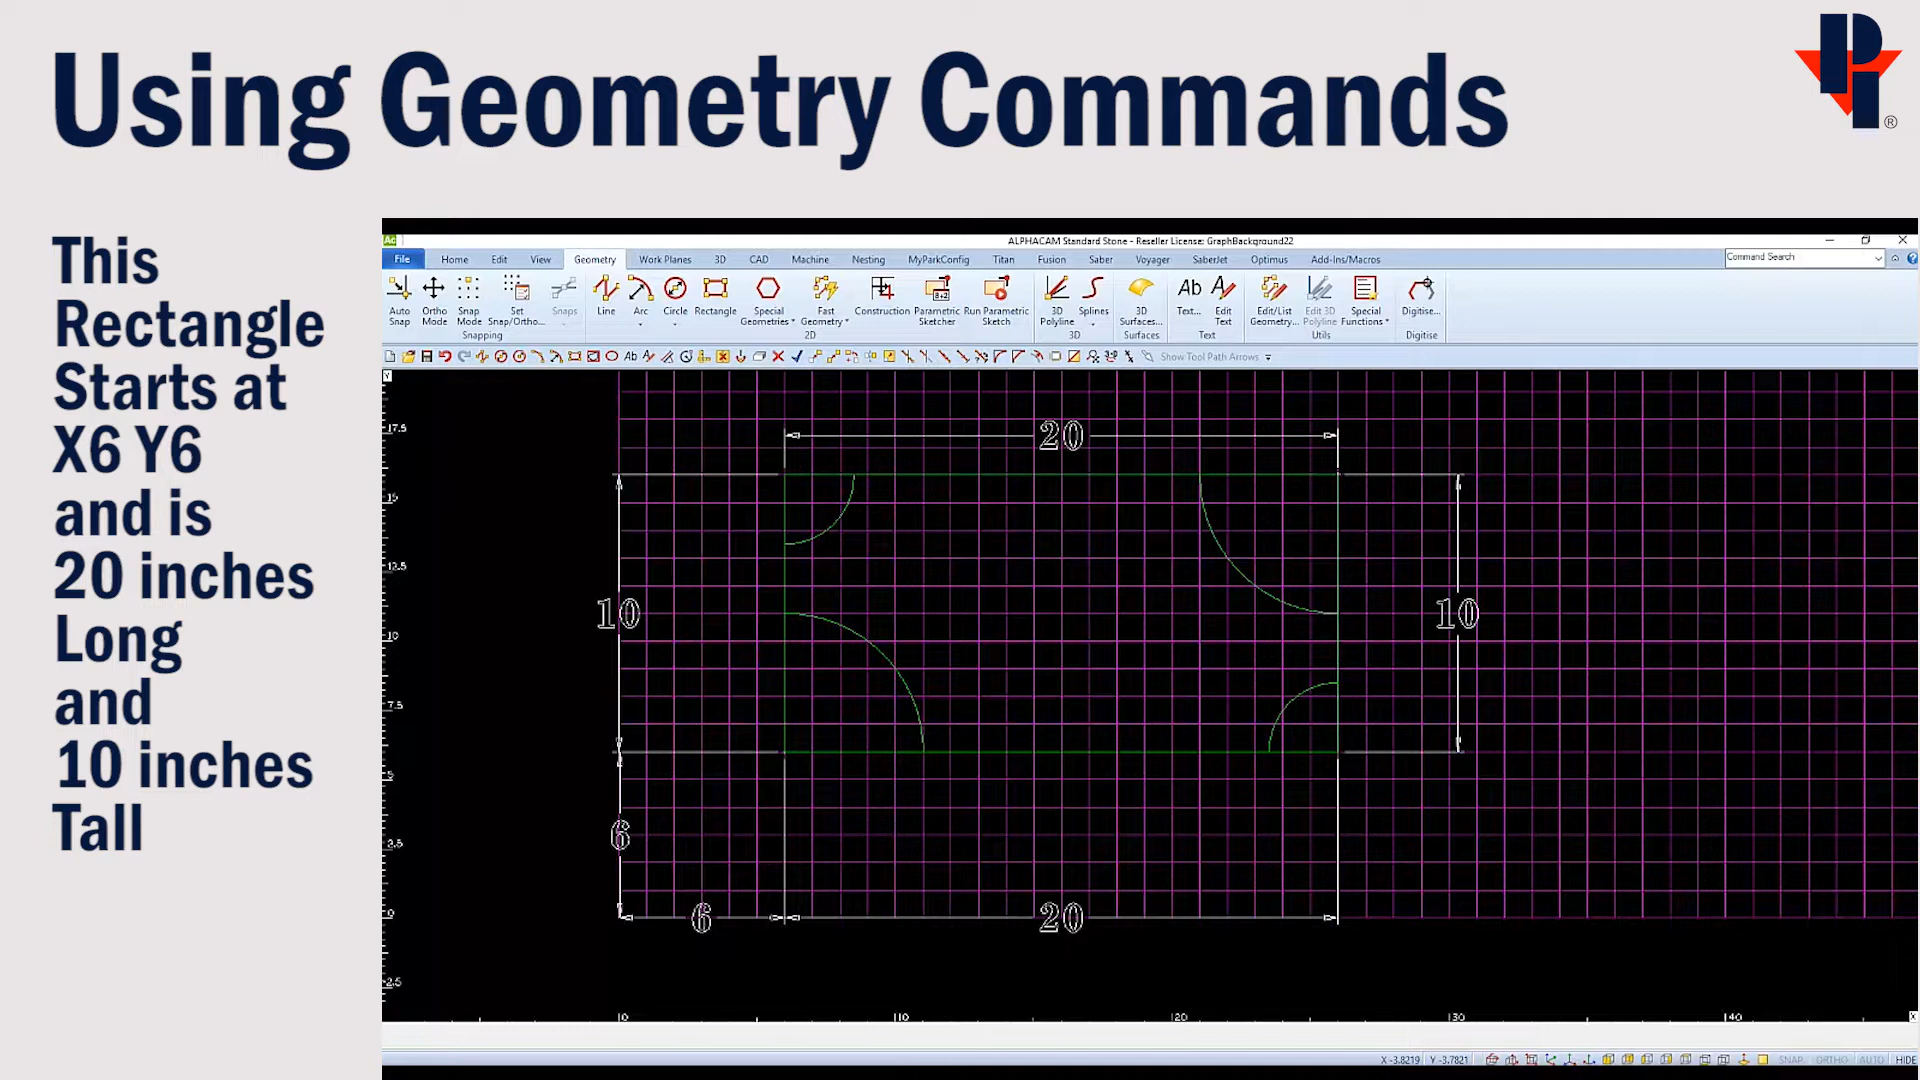 Using Geometry Commands
This
Rectangle
Starts at
X6 Y6
and is
20 inches
Long
and
10 inches
Tall
PI ®
Ac
ALPHACAM Standard Stone - Reseller License: GraphBackground22
File Home Edit View Geometry Work Planes 3D CAD Machine Nesting MyParkConfig Titan Fusion Saber Voyager SaberJet Optimus Add-Ins/Macros
Command Search
Auto Snap
Ortho Mode
Snap Mode
Set Snap/Ortho...
Snaps
Snapping
Line
Arc
Circle
Rectangle
Special Geometries
Fast Geometry
Construction
Parametric Sketcher
Run Parametric Sketch
2D
3D Polyline
Splines
3D
3D Surfaces...
Surfaces
Text...
Edit Text
Text
Edit/List Geometry...
Edit 3D Polyline
Special Functions
Utils
Digitise...
Digitise
Show Tool Path Arrows
Y
17.5
15
12.5
10
7.5
5
2.5
0
-2.5
20
10
10
6
6
20
0 10 20 30 40
X
X -3.8219 Y -3.7821
SNAP ORTHO AUTO HIDE